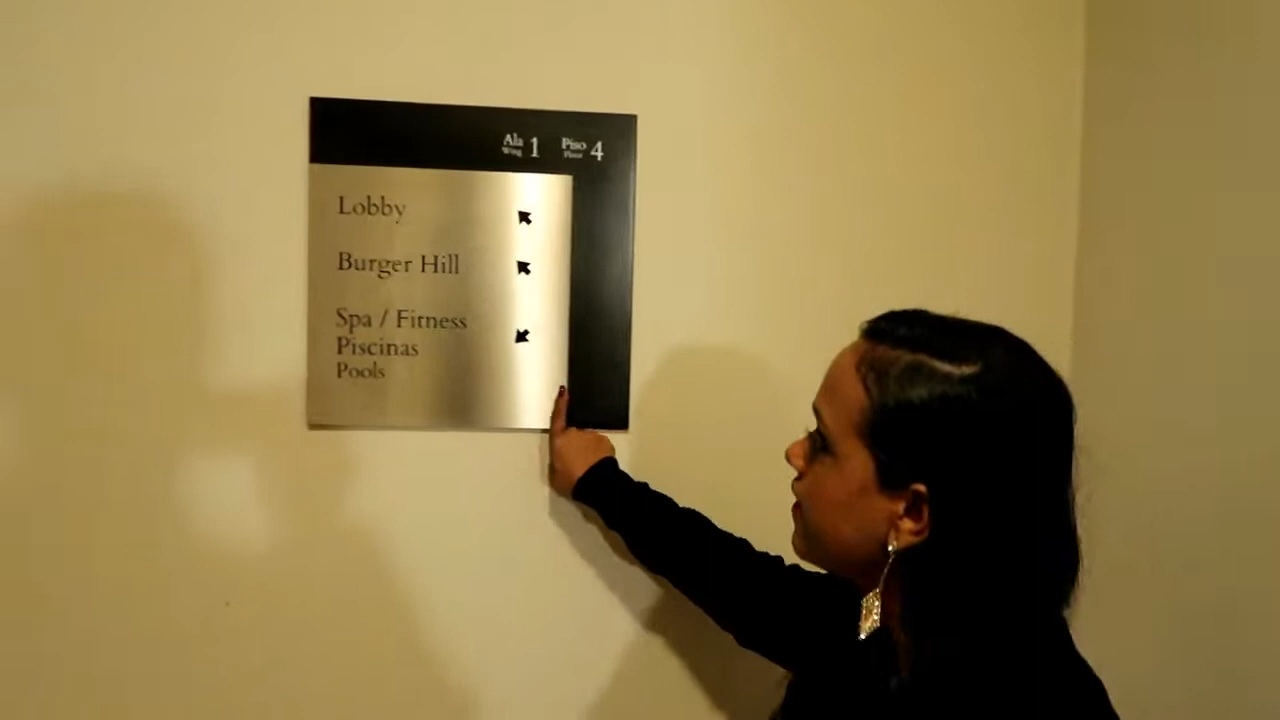 Ala 1 Piso 4
Wing Floor
Lobby
Burger Hill
Spa / Fitness
Piscinas
Pools